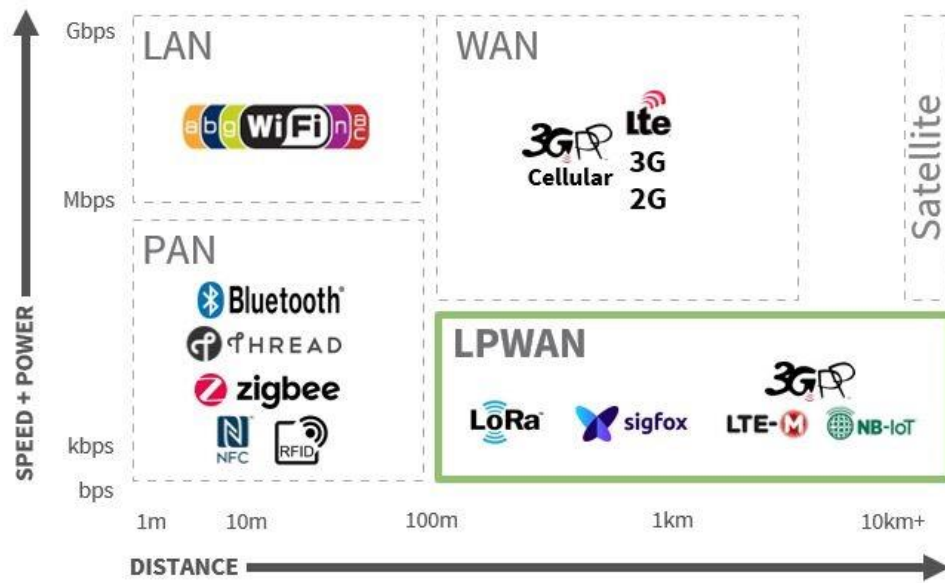 Gbps
LAN
WAN
Satellite
a b g WiFi n AC
3GPP
Cellular
Lte
3G
2G
Mbps
PAN
Bluetooth®
THREAD
zigbee
NFC
RFID
SPEED + POWER
LPWAN
LoRa™
sigfox
3GPP
LTE-M
NB-IoT
kbps
bps
1m 10m 100m 1km 10km+
DISTANCE